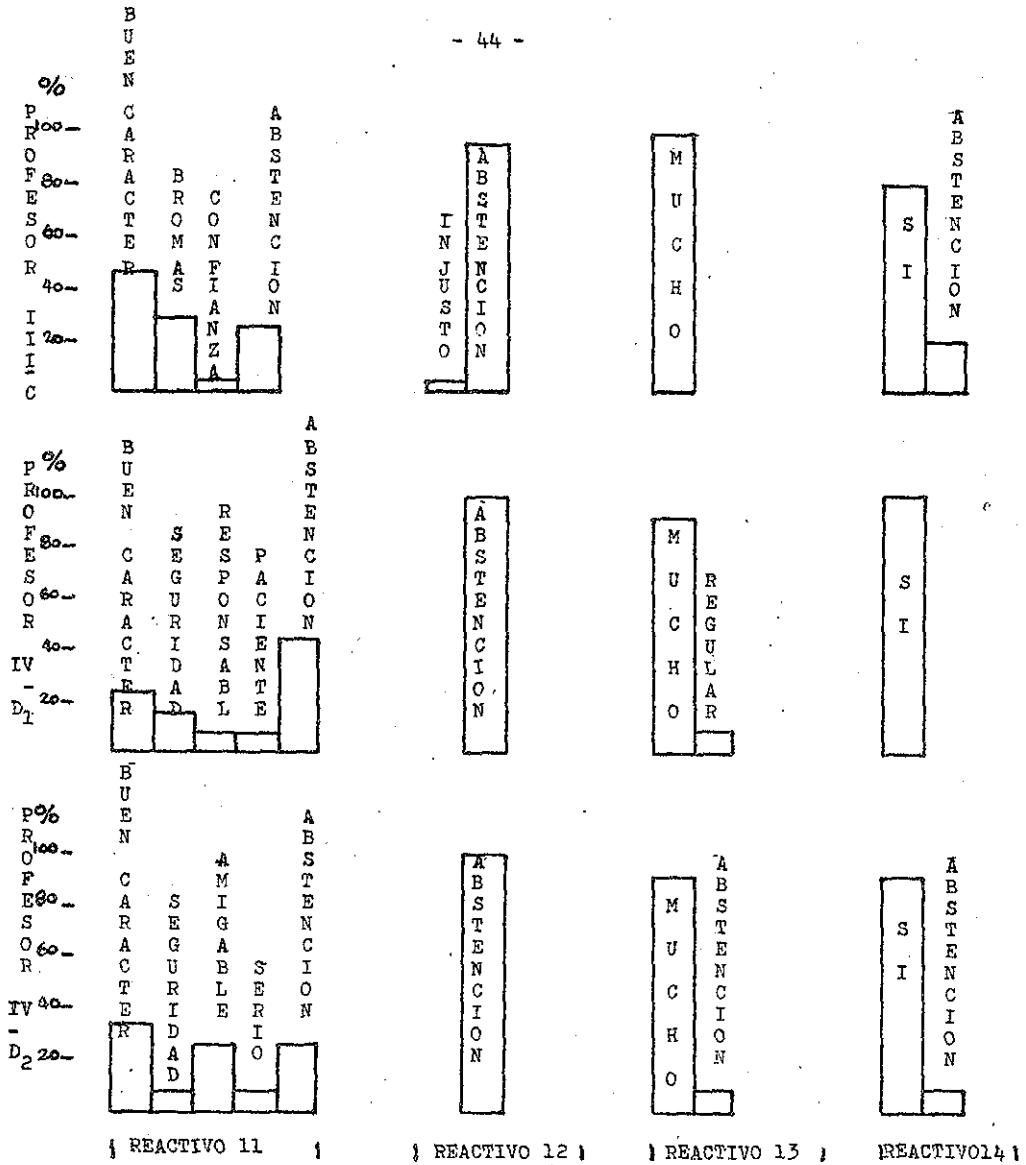 - 44 -
%
PROFESOR III-C
100
80
60
40
20
BUEN CARACTER
BROMAS
CONFIANZA
ABSTENCION
INJUSTO
ABSTENCION
MUCHO
SI
ABSTENCION
%
PROFESOR IV - D1
100
80
60
40
20
BUEN CARACTER
SEGURIDAD
RESPONSABL
PACIENTE
ABSTENCION
ABSTENCION
MUCHO
REGULAR
SI
%
PROFESOR IV - D2
100
80
60
40
20
BUEN CARACTER
SEGURIDAD
AMIGABLE
SERIO
ABSTENCION
ABSTENCION
MUCHO
ABSTENCION
SI
ABSTENCION
REACTIVO 11
REACTIVO 12
REACTIVO 13
REACTIVO14